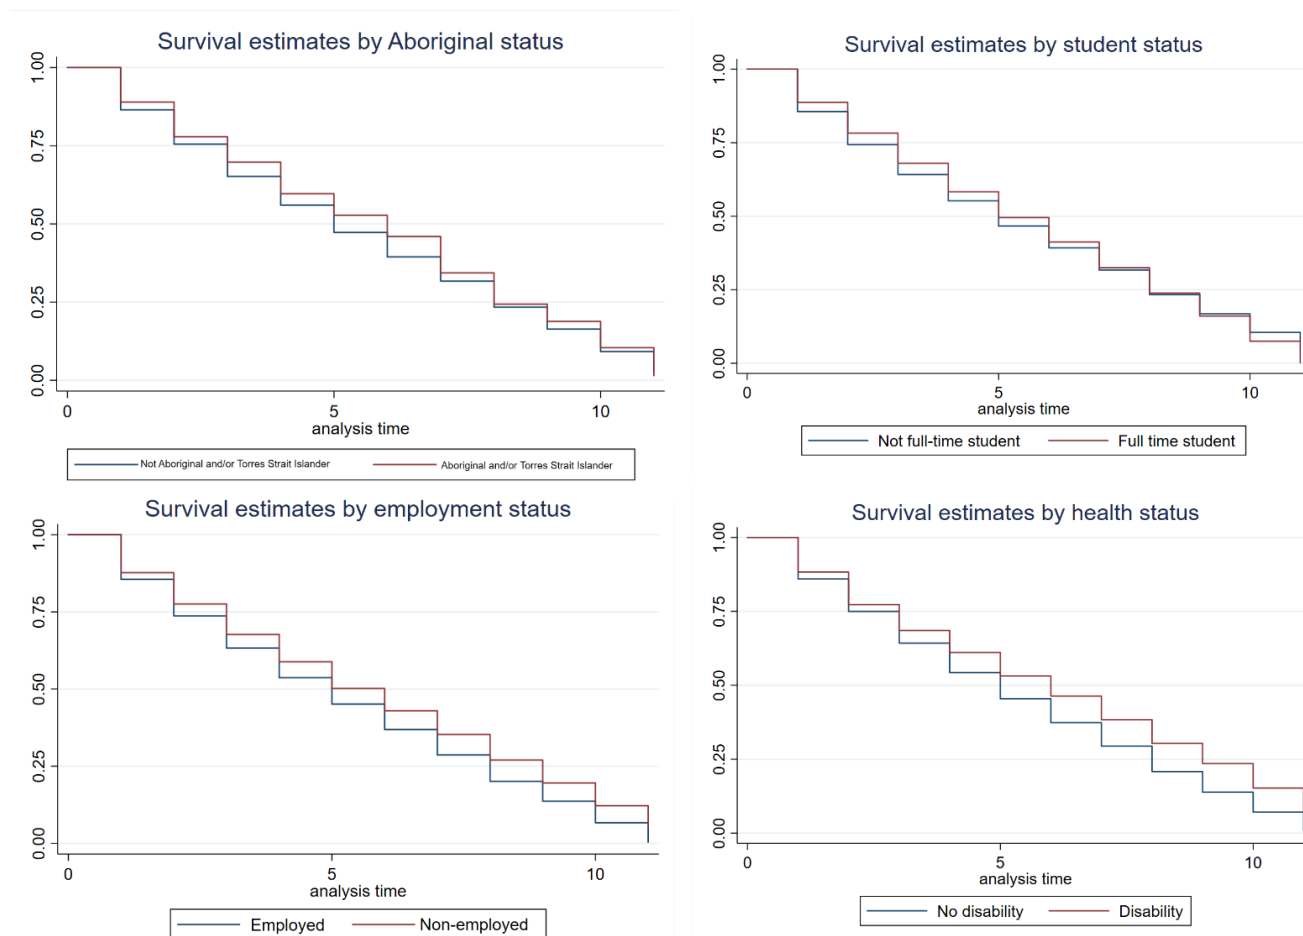 Survival estimates by Aboriginal status
1.00
0.75
0.50
0.25
0.00
0 5 10
analysis time
Not Aboriginal and/or Torres Strait Islander Aboriginal and/or Torres Strait Islander
Survival estimates by student status
1.00
0.75
0.50
0.25
0.00
0 5 10
analysis time
Not full-time student Full time student
Survival estimates by employment status
1.00
0.75
0.50
0.25
0.00
0 5 10
analysis time
Employed Non-employed
Survival estimates by health status
1.00
0.75
0.50
0.25
0.00
0 5 10
analysis time
No disability Disability